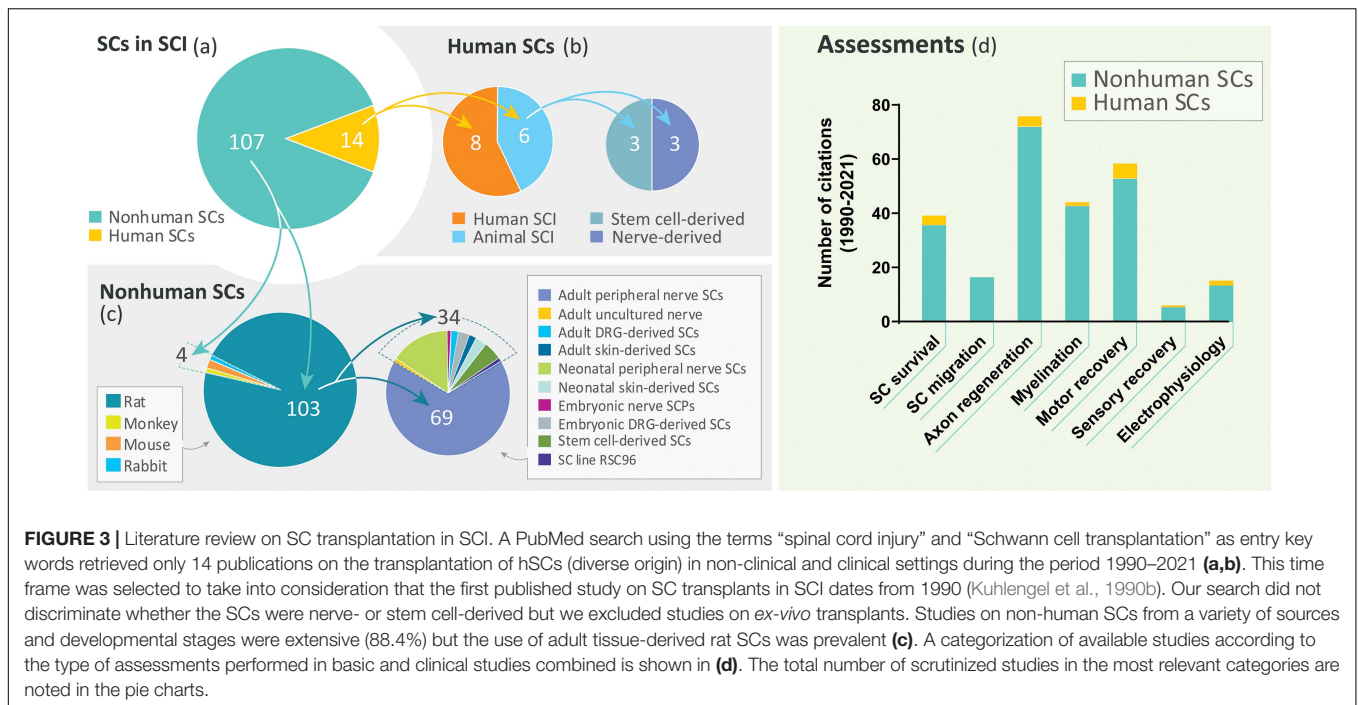 SCs in SCI (a)
107
14
Nonhuman SCs
Human SCs
Human SCs (b)
8
6
3
3
Human SCI
Animal SCI
Stem cell-derived
Nerve-derived
Nonhuman SCs
(c)
4
103
34
69
Rat
Monkey
Mouse
Rabbit
Adult peripheral nerve SCs
Adult uncultured nerve
Adult DRG-derived SCs
Adult skin-derived SCs
Neonatal peripheral nerve SCs
Neonatal skin-derived SCs
Embryonic nerve SCPs
Embryonic DRG-derived SCs
Stem cell-derived SCs
SC line RSC96
Assessments (d)
Nonhuman SCs
Human SCs
Number of citations
(1990-2021)
80
60
40
20
0
SC survival
SC migration
Axon regeneration
Myelination
Motor recovery
Sensory recovery
Electrophysiology
FIGURE 3 | Literature review on SC transplantation in SCI. A PubMed search using the terms “spinal cord injury” and “Schwann cell transplantation” as entry key
words retrieved only 14 publications on the transplantation of hSCs (diverse origin) in non-clinical and clinical settings during the period 1990–2021 (a,b). This time
frame was selected to take into consideration that the first published study on SC transplants in SCI dates from 1990 (Kuhlengel et al., 1990b). Our search did not
discriminate whether the SCs were nerve- or stem cell-derived but we excluded studies on ex-vivo transplants. Studies on non-human SCs from a variety of sources
and developmental stages were extensive (88.4%) but the use of adult tissue-derived rat SCs was prevalent (c). A categorization of available studies according to
the type of assessments performed in basic and clinical studies combined is shown in (d). The total number of scrutinized studies in the most relevant categories are
noted in the pie charts.